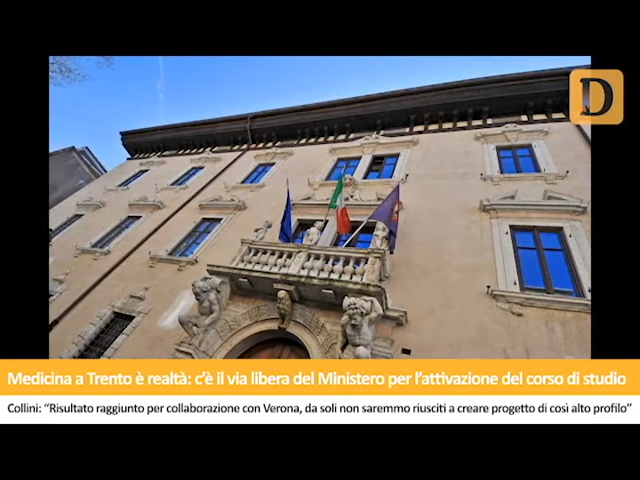 D
Medicina a Trento è realtà: c'è il via libera del Ministero per l'attivazione del corso di studio
Collini: “Risultato raggiunto per collaborazione con Verona, da soli non saremmo riusciti a creare progetto di così alto profilo”